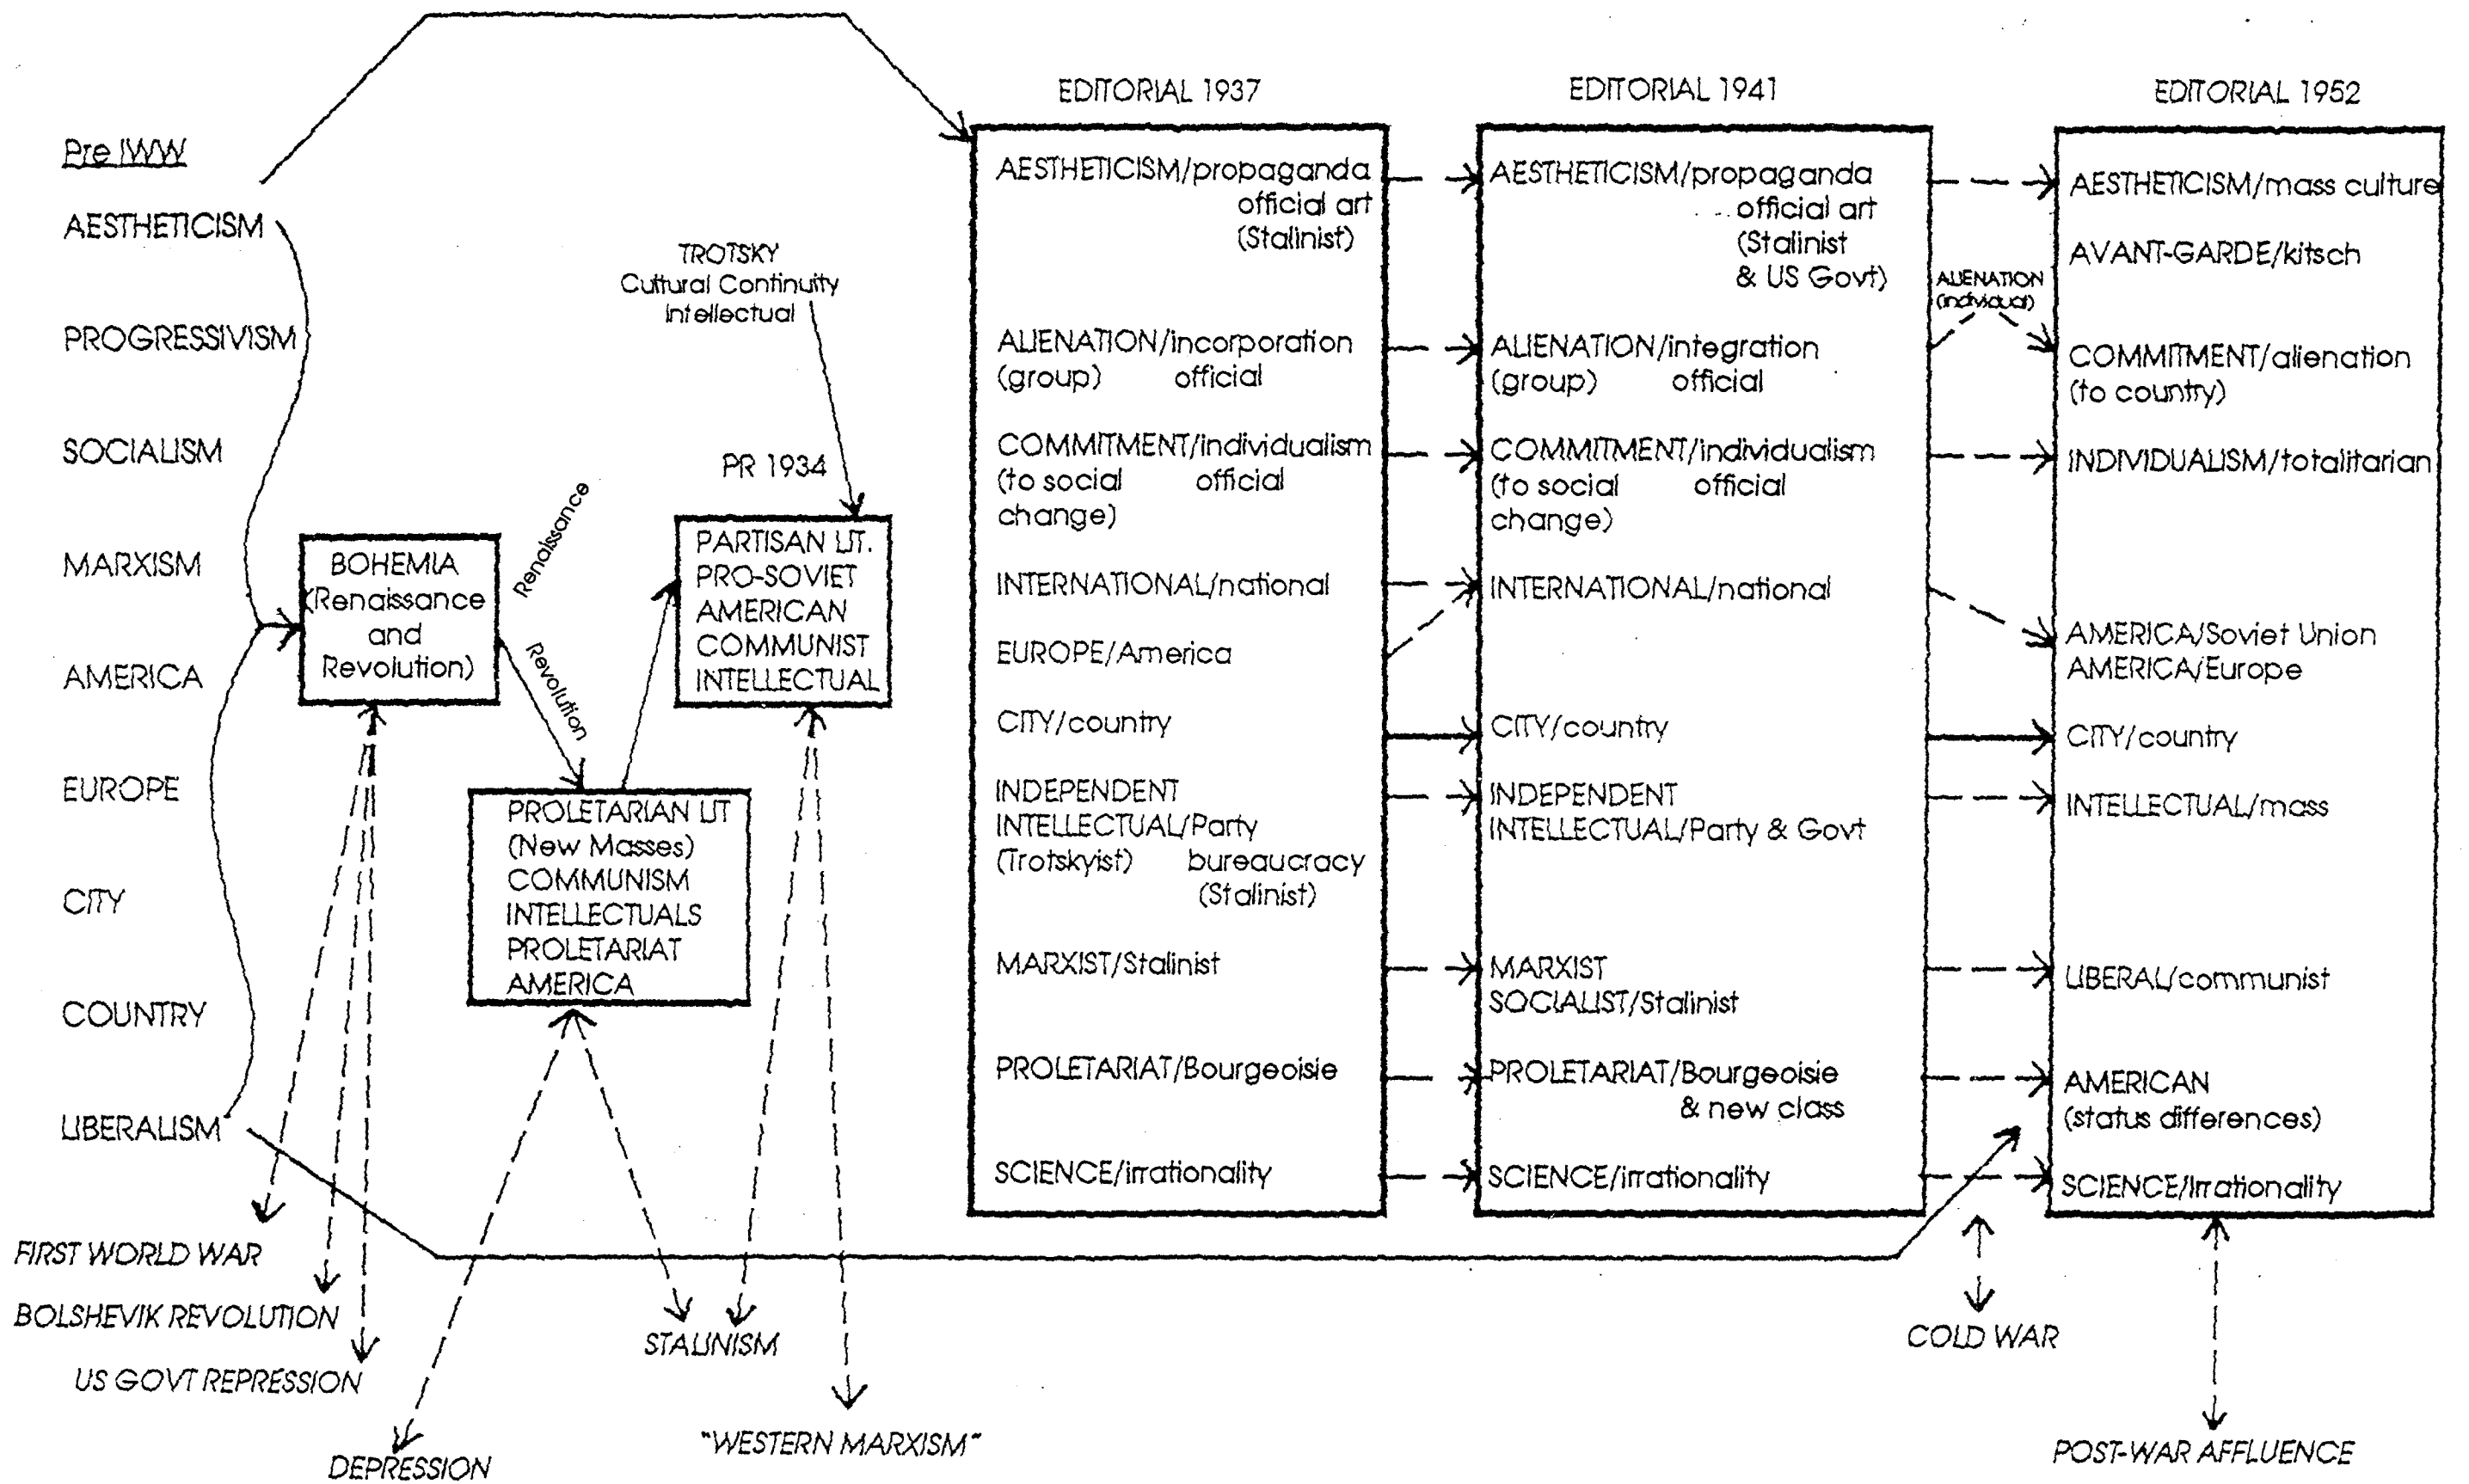 Pre IWW
AESTHETICISM
PROGRESSIVISM
SOCIALISM
MARXISM
AMERICA
EUROPE
CITY
COUNTRY
LIBERALISM
FIRST WORLD WAR
BOLSHEVIK REVOLUTION
US GOVT REPRESSION
BOHEMIA
(Renaissance
and
Revolution)
Renaissance
Revolution
PROLETARIAN LIT
(New Masses)
COMMUNISM
INTELLECTUALS
PROLETARIAT
AMERICA
DEPRESSION
STALINISM
TROTSKY
Cultural Continuity
Intellectual
PR 1934
PARTISAN LIT.
PRO-SOVIET
AMERICAN
COMMUNIST
INTELLECTUAL
"WESTERN MARXISM"
EDITORIAL 1937
AESTHETICISM/propaganda
official art
(Stalinist)
ALIENATION/incorporation
(group) official
COMMITMENT/individualism
(to social official
change)
INTERNATIONAL/national
EUROPE/America
CITY/country
INDEPENDENT
INTELLECTUAL/Party
(Trotskyist) bureaucracy
(Stalinist)
MARXIST/Stalinist
PROLETARIAT/Bourgeoisie
SCIENCE/irrationality
EDITORIAL 1941
AESTHETICISM/propaganda
official art
(Stalinist
& US Govt)
ALIENATION/integration
(group) official
COMMITMENT/individualism
(to social official
change)
INTERNATIONAL/national
CITY/country
INDEPENDENT
INTELLECTUAL/Party & Govt
MARXIST
SOCIALIST/Stalinist
PROLETARIAT/Bourgeoisie
& new class
SCIENCE/irrationality
ALIENATION
(individual)
EDITORIAL 1952
AESTHETICISM/mass culture
AVANT-GARDE/kitsch
COMMITMENT/alienation
(to country)
INDIVIDUALISM/totalitarian
AMERICA/Soviet Union
AMERICA/Europe
CITY/country
INTELLECTUAL/mass
LIBERAL/communist
AMERICAN
(status differences)
SCIENCE/Irrationality
COLD WAR
POST-WAR AFFLUENCE